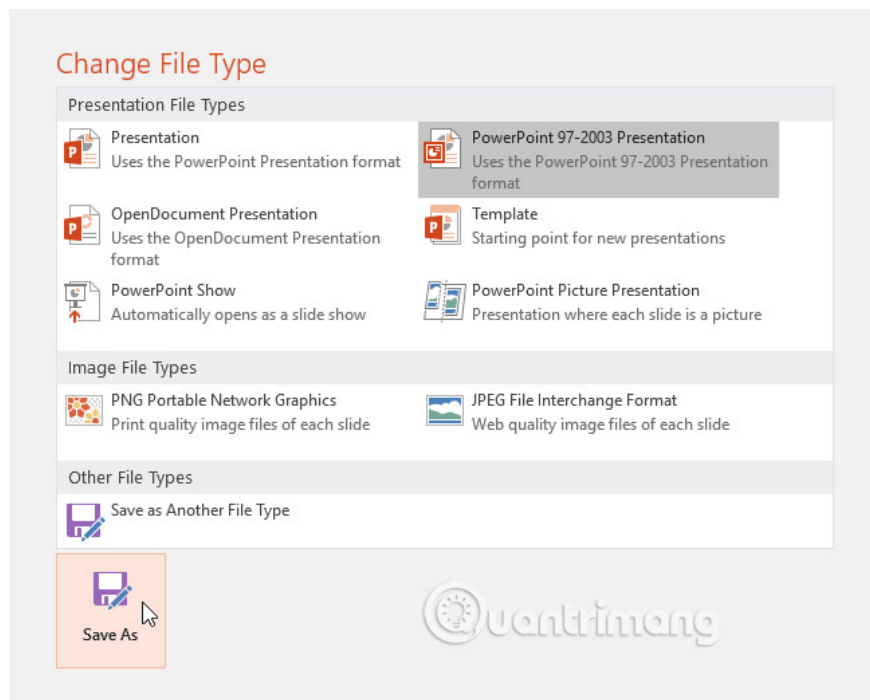 Change File Type
Presentation File Types
Presentation
Uses the PowerPoint Presentation format
PowerPoint 97-2003 Presentation
Uses the PowerPoint 97-2003 Presentation
format
OpenDocument Presentation
Uses the OpenDocument Presentation
format
Template
Starting point for new presentations
PowerPoint Show
Automatically opens as a slide show
PowerPoint Picture Presentation
Presentation where each slide is a picture
Image File Types
PNG Portable Network Graphics
Print quality image files of each slide
JPEG File Interchange Format
Web quality image files of each slide
Other File Types
Save as Another File Type
Save As
Quantrimang